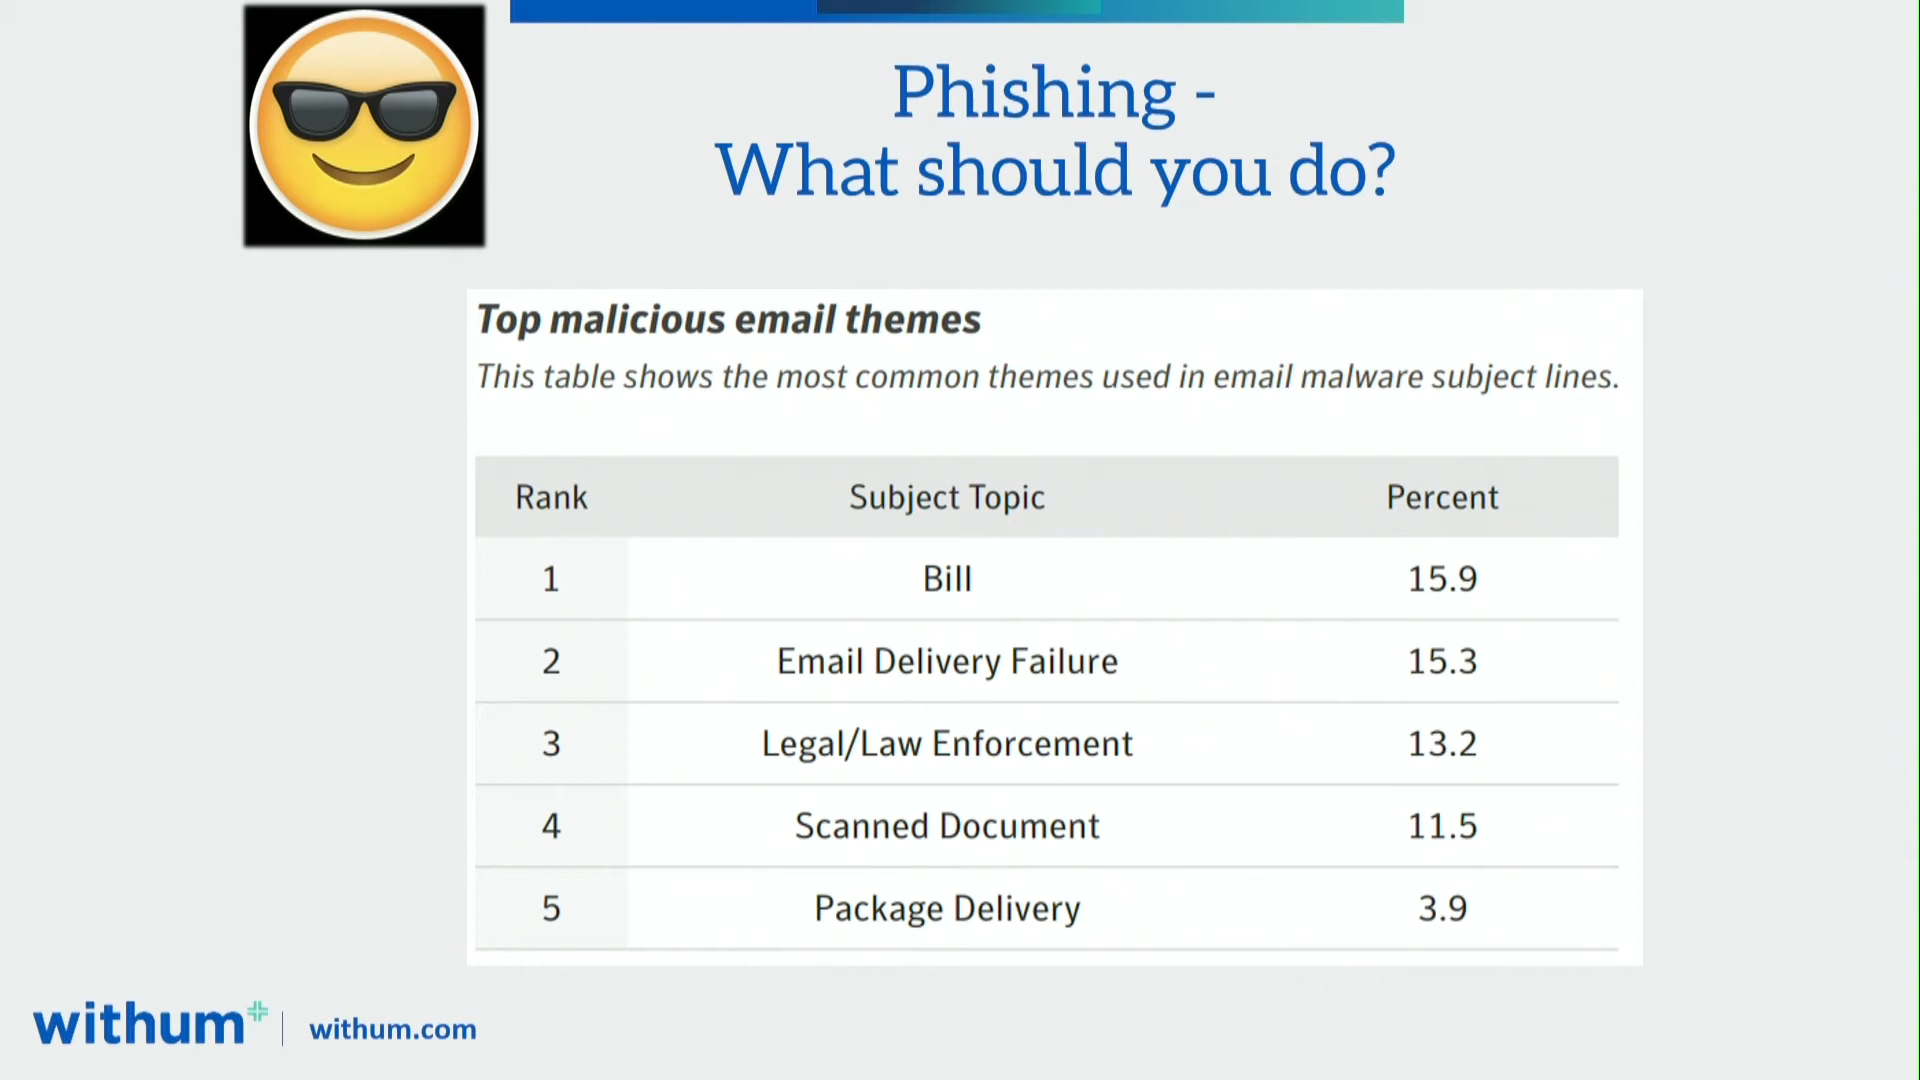 Phishing -
What should you do?
Top malicious email themes
This table shows the most common themes used in email malware subject lines.
Rank Subject Topic Percent
1 Bill 15.9
2 Email Delivery Failure 15.3
3 Legal/Law Enforcement 13.2
4 Scanned Document 11.5
5 Package Delivery 3.9
withum+ | withum.com